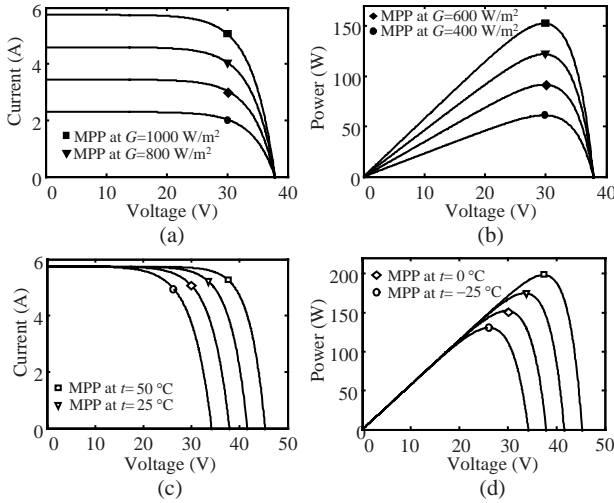 6
4
2
0
Current (A)
MPP at G=1000 W/m²
MPP at G=800 W/m²
0 10 20 30 40
Voltage (V)
(a)
150
100
50
Power (W)
MPP at G=600 W/m²
MPP at G=400 W/m²
0 10 20 30 40
Voltage (V)
(b)
6
4
2
0
Current (A)
MPP at t= 50 °C
MPP at t= 25 °C
0 10 20 30 40 50
Voltage (V)
(c)
200
150
100
50
0
Power (W)
MPP at t= 0 °C
MPP at t= −25 °C
0 10 20 30 40 50
Voltage (V)
(d)